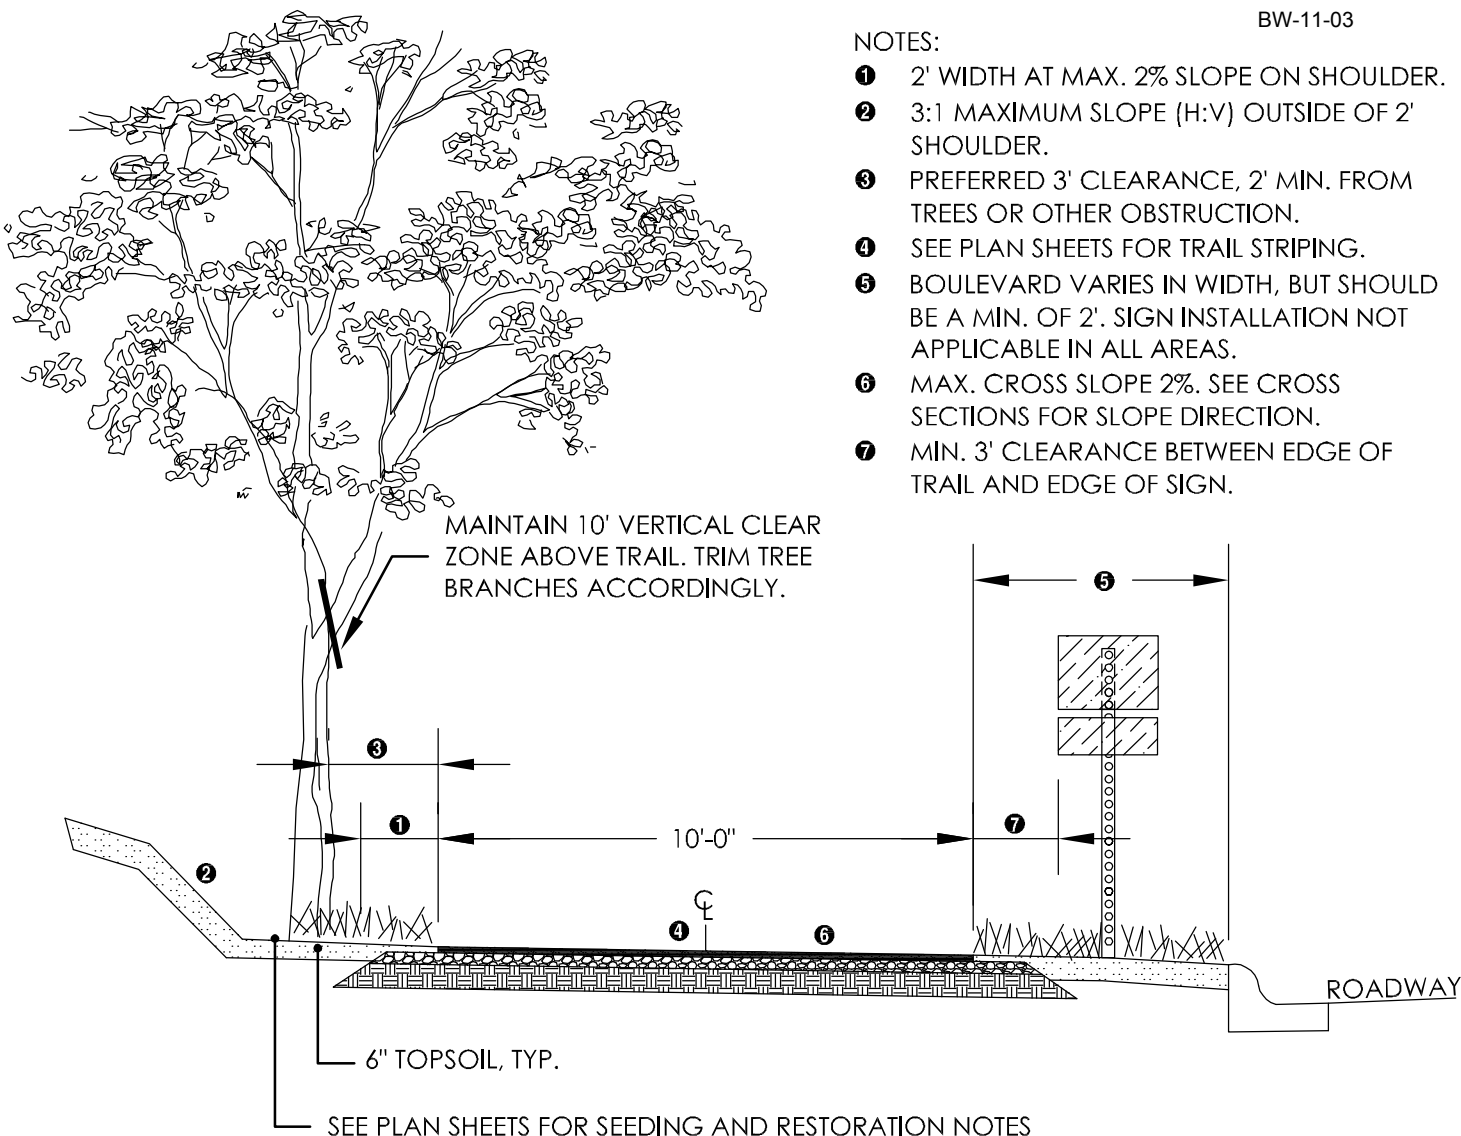 BW-11-03
NOTES:
❶ 2' WIDTH AT MAX. 2% SLOPE ON SHOULDER.
❷ 3:1 MAXIMUM SLOPE (H:V) OUTSIDE OF 2'
SHOULDER.
❸ PREFERRED 3' CLEARANCE, 2' MIN. FROM
TREES OR OTHER OBSTRUCTION.
❹ SEE PLAN SHEETS FOR TRAIL STRIPING.
❺ BOULEVARD VARIES IN WIDTH, BUT SHOULD
BE A MIN. OF 2'. SIGN INSTALLATION NOT
APPLICABLE IN ALL AREAS.
❻ MAX. CROSS SLOPE 2%. SEE CROSS
SECTIONS FOR SLOPE DIRECTION.
❼ MIN. 3' CLEARANCE BETWEEN EDGE OF
TRAIL AND EDGE OF SIGN.
MAINTAIN 10' VERTICAL CLEAR
ZONE ABOVE TRAIL. TRIM TREE
BRANCHES ACCORDINGLY.
❺
❸
❶ 10'-0" ❼
❷
℄
❹ ❻
ROADWAY
6" TOPSOIL, TYP.
SEE PLAN SHEETS FOR SEEDING AND RESTORATION NOTES